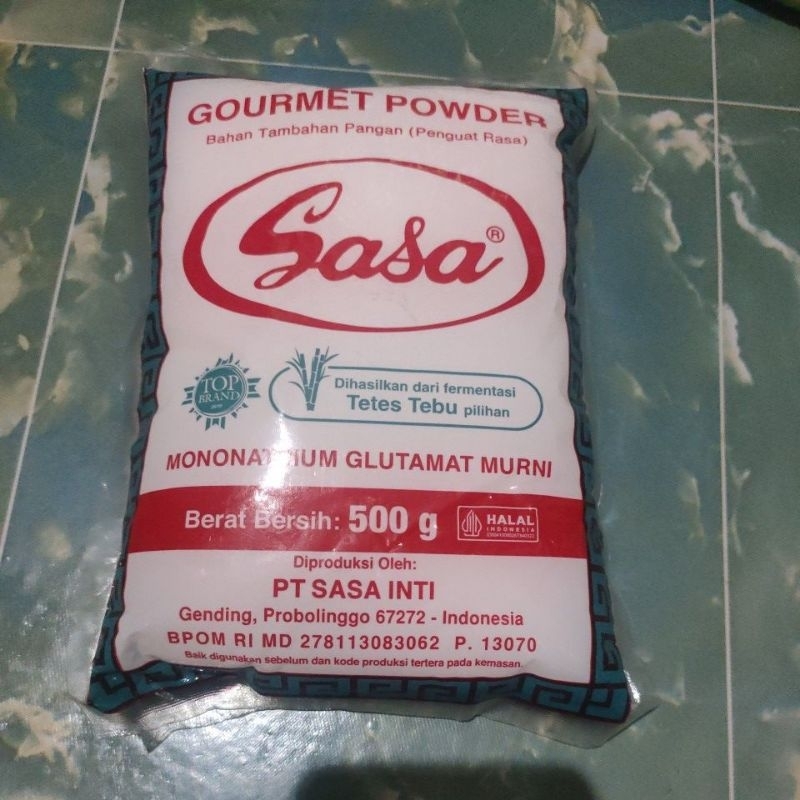 GOURMET POWDER
Bahan Tambahan Pangan (Penguat Rasa)
Sasa®
TOP
BRAND
Dihasilkan dari fermentasi
Tetes Tebu pilihan
MONONATRIUM GLUTAMAT MURNI
Berat Bersih: 500 g
HALAL
INDONESIA
Diproduksi Oleh:
PT SASA INTI
Gending, Probolinggo 67272 - Indonesia
BPOM RI MD 278113083062 P. 13070
Baik digunakan sebelum dan kode produksi tertera pada kemasan.